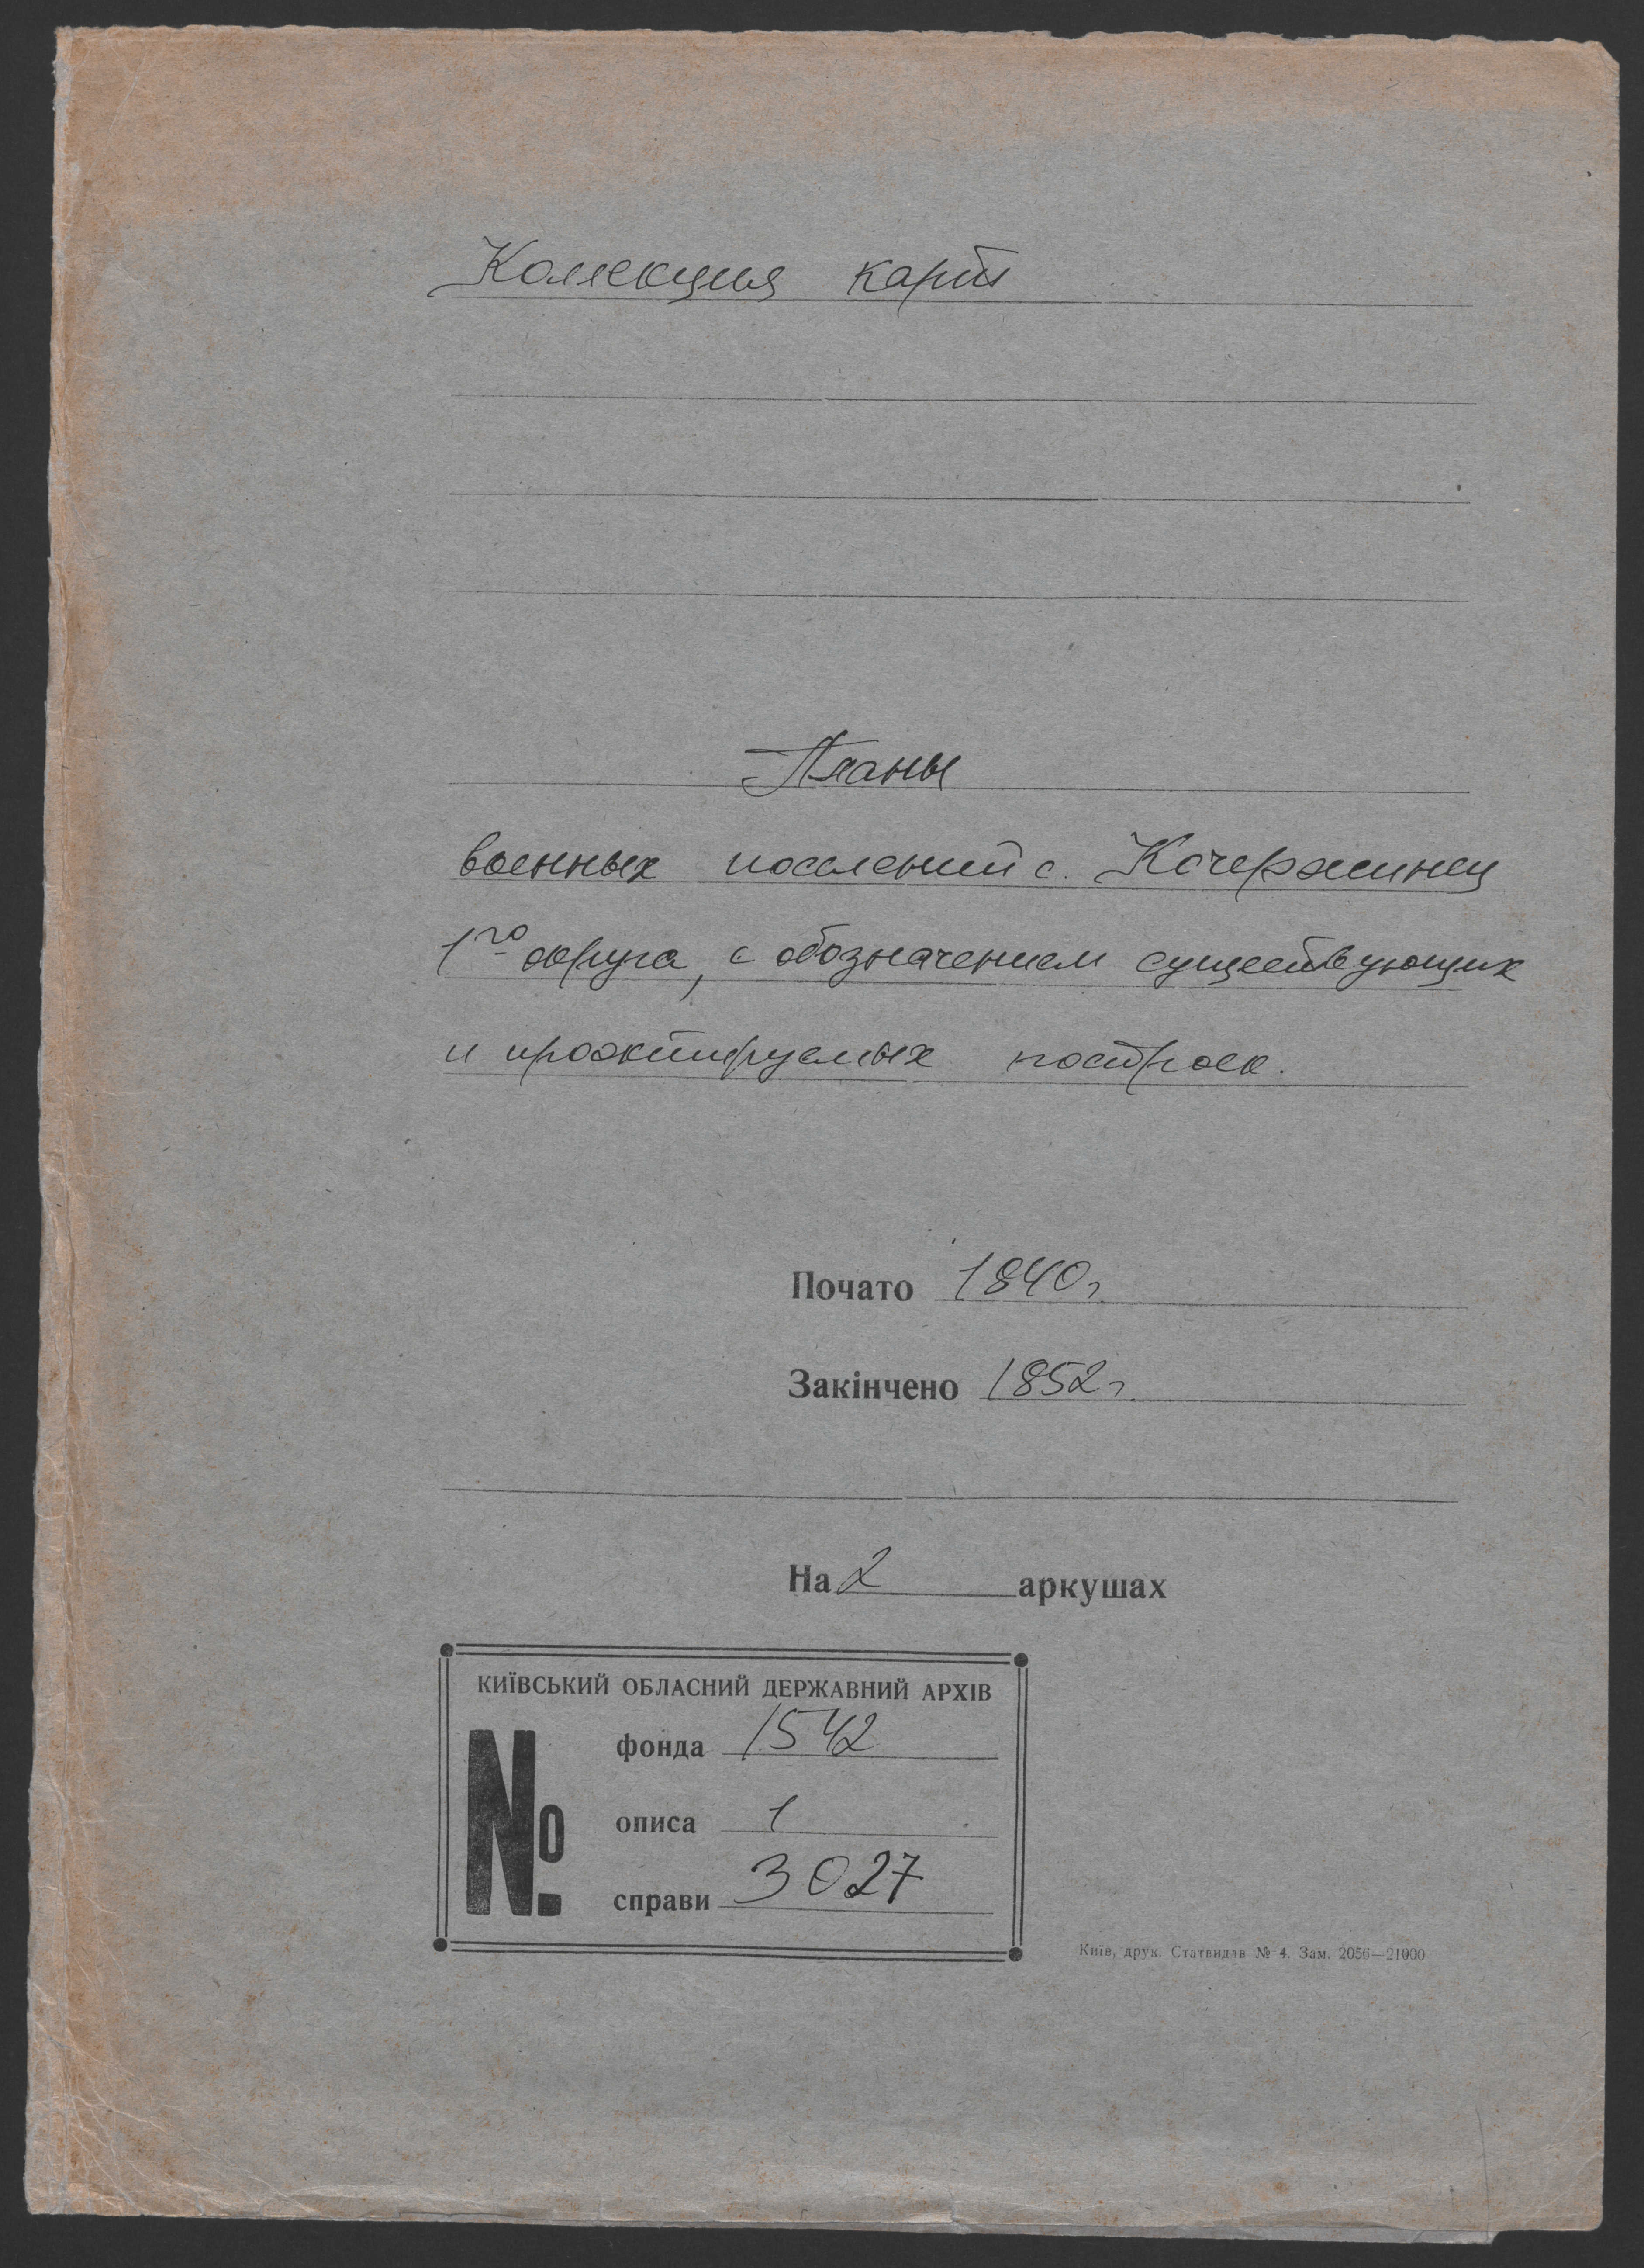 Коллекция карт
Планы
военных поселений с. Кочержинец
1го округа, с обозначением существующих
и проэктируемых построек.
Почато 1840 г.
Закінчено 1852 г.
На 2 аркушах
КИЇВСЬКИЙ ОБЛАСНИЙ ДЕРЖАВНИЙ АРХІВ
№ фонда 1542
описа 1
справи 3027
Київ, друк. Статвидав № 4. Зам. 2056—21000